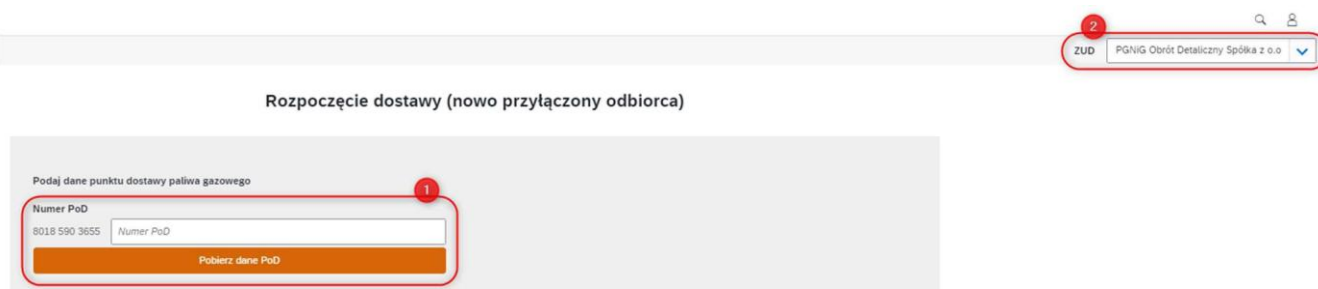 2
ZUD PGNiG Obrót Detaliczny Spółka z o.o
Rozpoczęcie dostawy (nowo przyłączony odbiorca)
Podaj dane punktu dostawy paliwa gazowego
1
Numer PoD
8018 590 3655 Numer PoD
Pobierz dane PoD